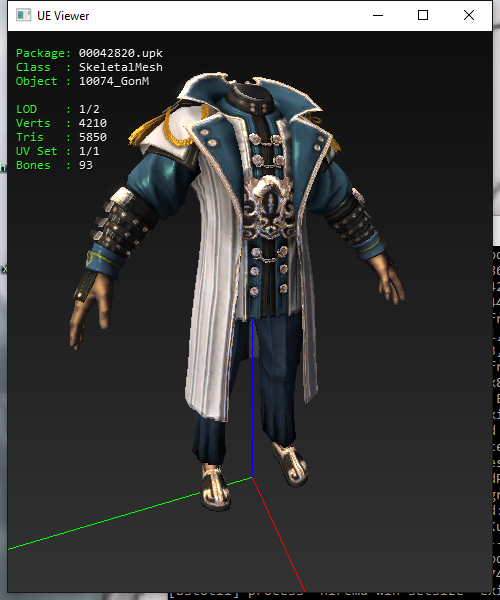 UE Viewer
Package: 00042820.upk
Class : SkeletalMesh
Object : 10074_GonM
LOD : 1/2
Verts : 4210
Tris : 5850
UV Set : 1/1
Bones : 93